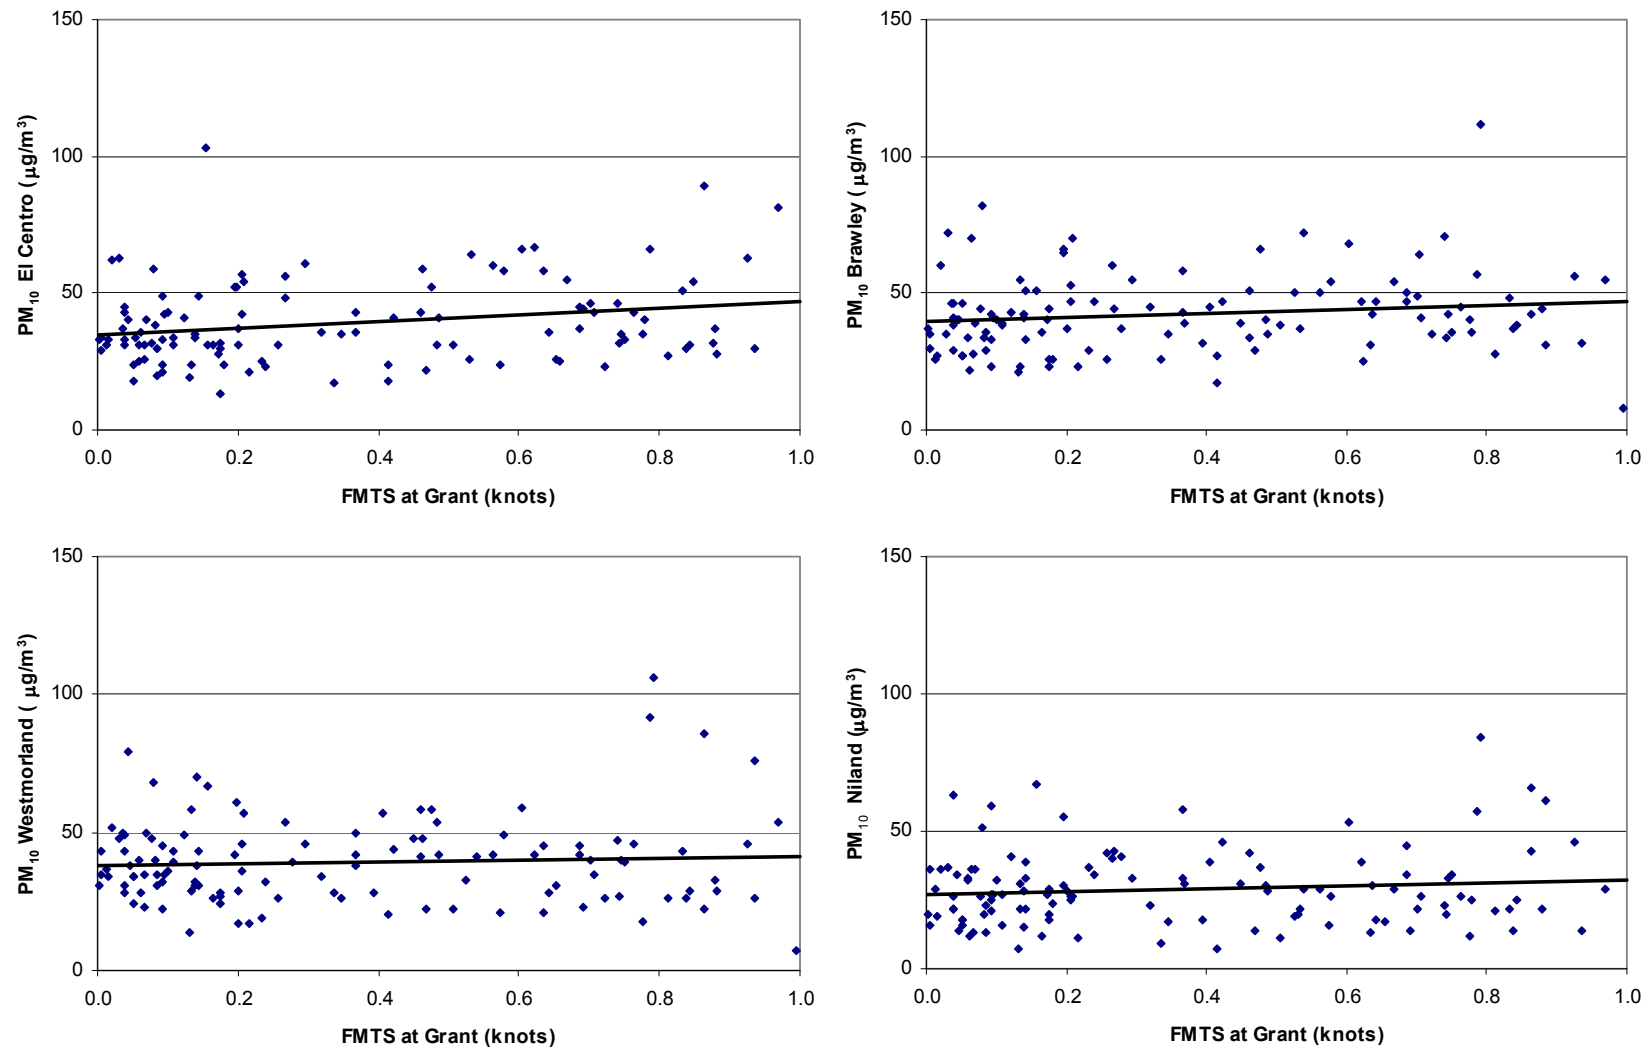 150
100
50
0
PM10 El Centro (µg/m3)
0.0 0.2 0.4 0.6 0.8 1.0
FMTS at Grant (knots)
150
100
50
0
PM10 Brawley ( µg/m3)
0.0 0.2 0.4 0.6 0.8 1.0
FMTS at Grant (knots)
150
100
50
0
PM10 Westmorland ( µg/m3)
0.0 0.2 0.4 0.6 0.8 1.0
FMTS at Grant (knots)
150
100
50
0
PM10 Niland (µg/m3)
0.0 0.2 0.4 0.6 0.8 1.0
FMTS at Grant (knots)